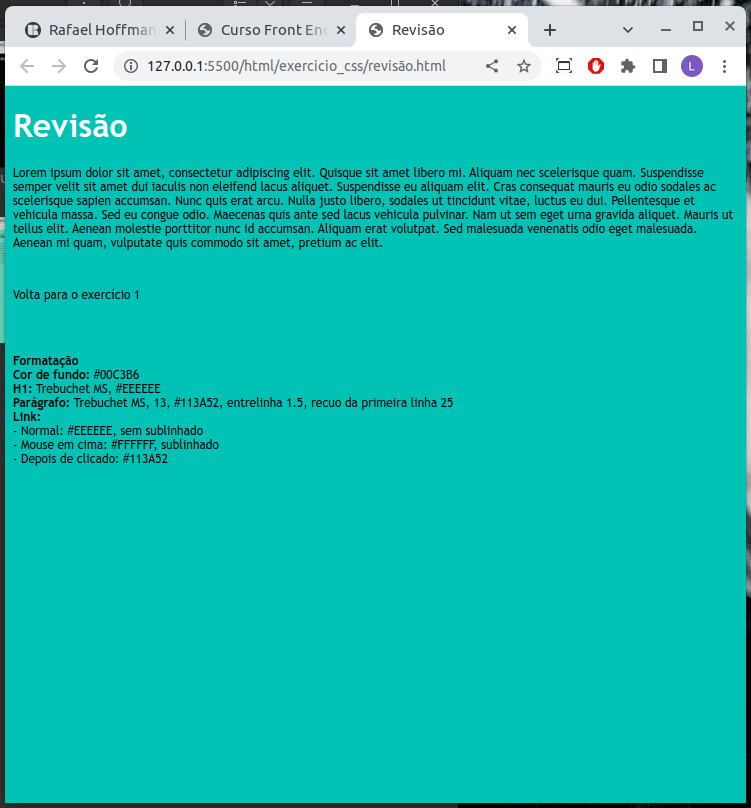 Rafael Hoffman
Curso Front End
Revisão
127.0.0.1:5500/html/exercicio_css/revisão.html
L
Revisão
Lorem ipsum dolor sit amet, consectetur adipiscing elit. Quisque sit amet libero mi. Aliquam nec scelerisque quam. Suspendisse
semper velit sit amet dui iaculis non eleifend lacus aliquet. Suspendisse eu aliquam elit. Cras consequat mauris eu odio sodales ac
scelerisque sapien accumsan. Nunc quis erat arcu. Nulla justo libero, sodales ut tincidunt vitae, luctus eu dui. Pellentesque et
vehicula massa. Sed eu congue odio. Maecenas quis ante sed lacus vehicula pulvinar. Nam ut sem eget urna gravida aliquet. Mauris ut
tellus elit. Aenean molestie porttitor nunc id accumsan. Aliquam erat volutpat. Sed malesuada venenatis odio eget malesuada.
Aenean mi quam, vulputate quis commodo sit amet, pretium ac elit.
Volta para o exercício 1
Formatação
Cor de fundo: #00C3B6
H1: Trebuchet MS, #EEEEEE
Parágrafo: Trebuchet MS, 13, #113A52, entrelinha 1.5, recuo da primeira linha 25
Link:
- Normal: #EEEEEE, sem sublinhado
- Mouse em cima: #FFFFFF, sublinhado
- Depois de clicado: #113A52